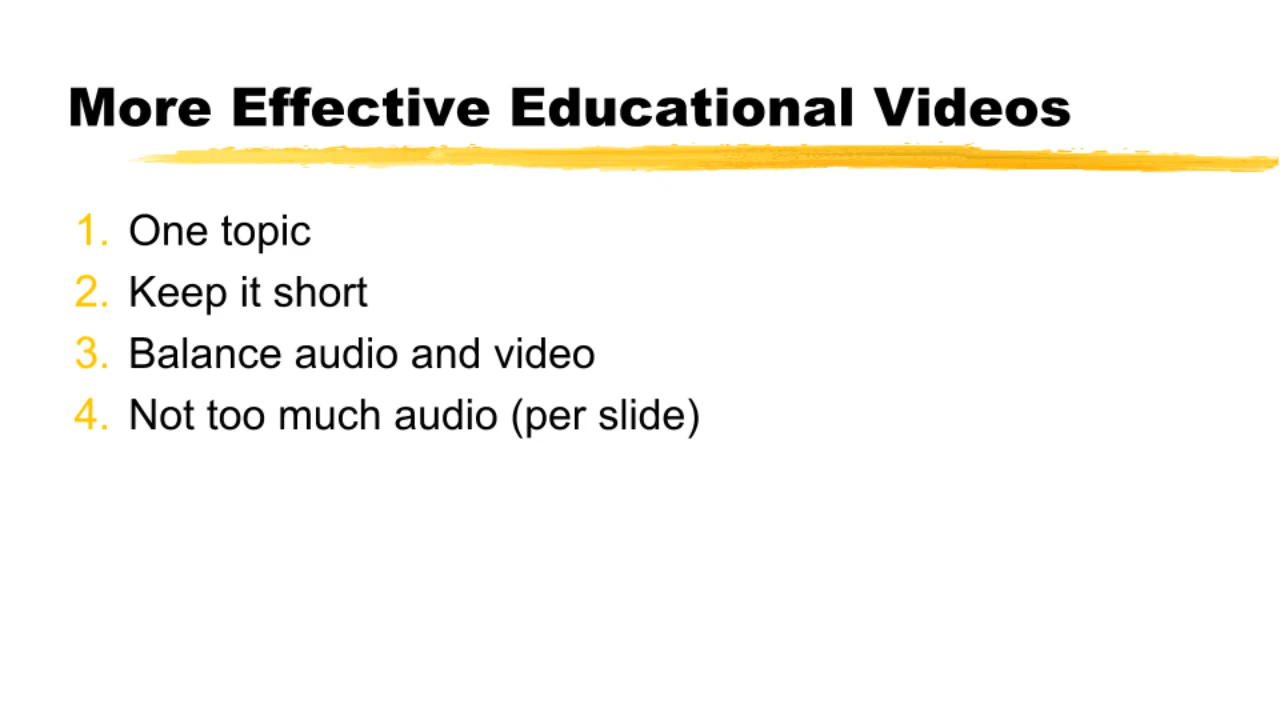 More Effective Educational Videos
1. One topic
2. Keep it short
3. Balance audio and video
4. Not too much audio (per slide)